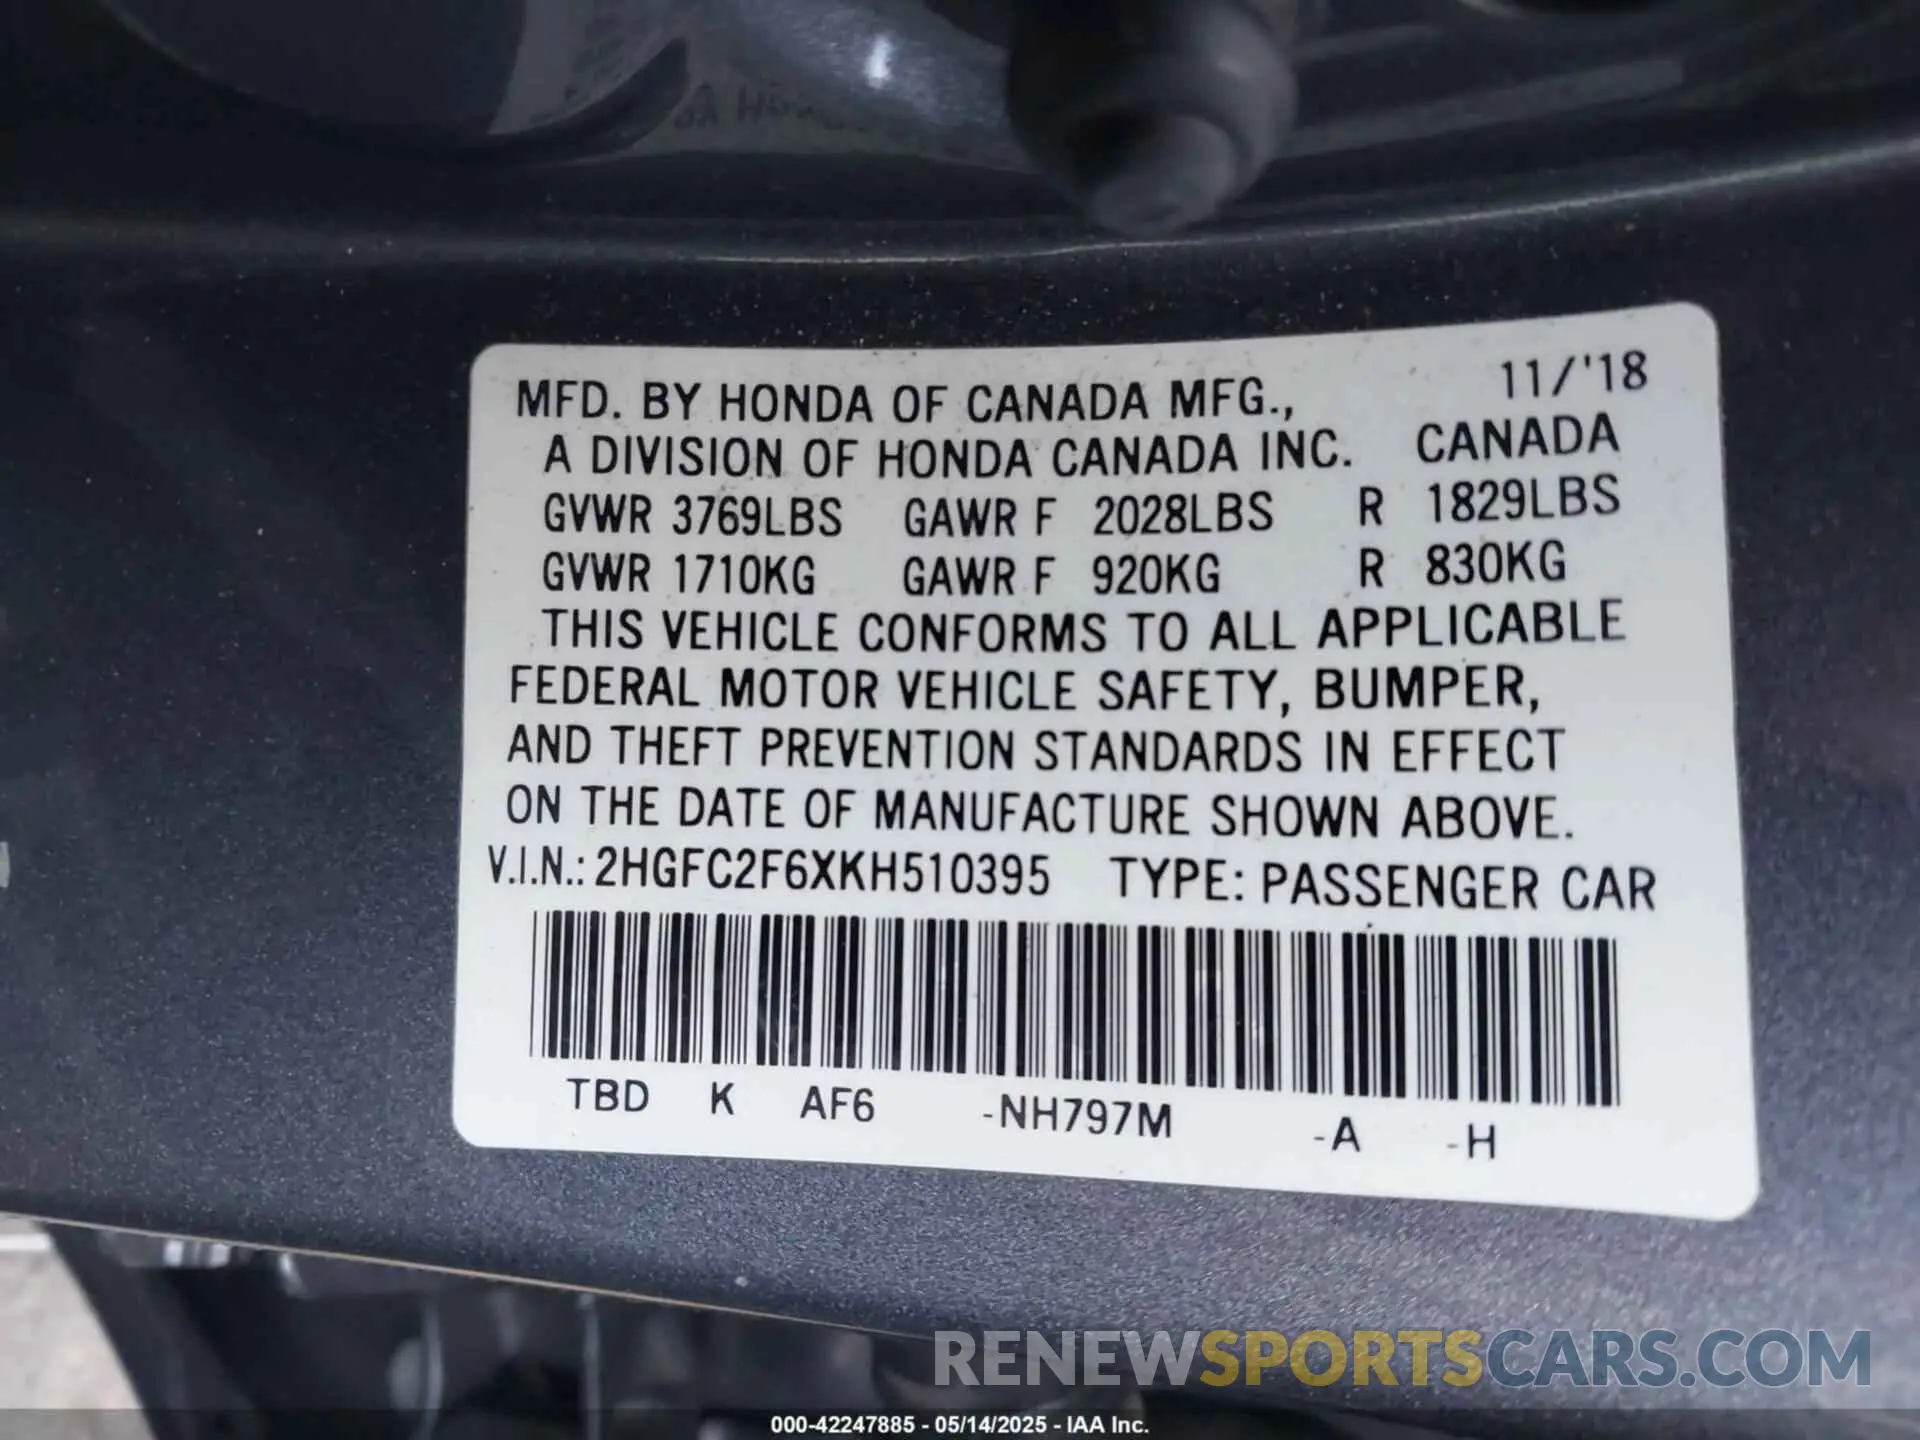 MFD. BY HONDA OF CANADA MFG., 11/'18
A DIVISION OF HONDA CANADA INC. CANADA
GVWR 3769LBS GAWR F 2028LBS R 1829LBS
GVWR 1710KG GAWR F 920KG R 830KG
THIS VEHICLE CONFORMS TO ALL APPLICABLE
FEDERAL MOTOR VEHICLE SAFETY, BUMPER,
AND THEFT PREVENTION STANDARDS IN EFFECT
ON THE DATE OF MANUFACTURE SHOWN ABOVE.
V.I.N.: 2HGFC2F6XKH510395 TYPE: PASSENGER CAR
TBD K AF6 -NH797M -A -H
RENEWSPORTSCARS.COM
000-42247885 - 05/14/2025 - IAA Inc.